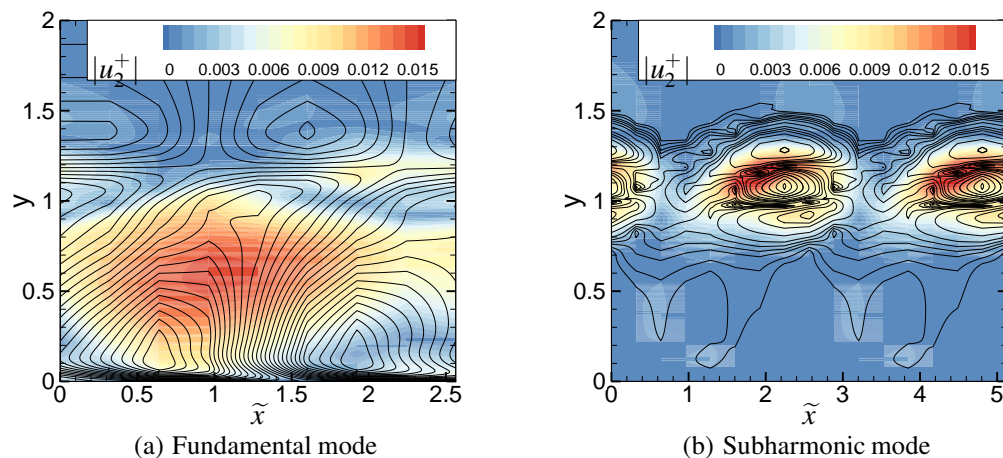 |u₂⁺| 0 0.003 0.006 0.009 0.012 0.015
y
2
1.5
1
0.5
0
0 0.5 1 1.5 2 2.5
x̃
(a) Fundamental mode
|u₂⁺| 0 0.003 0.006 0.009 0.012 0.015
y
2
1.5
1
0.5
0
0 1 2 3 4 5
x̃
(b) Subharmonic mode